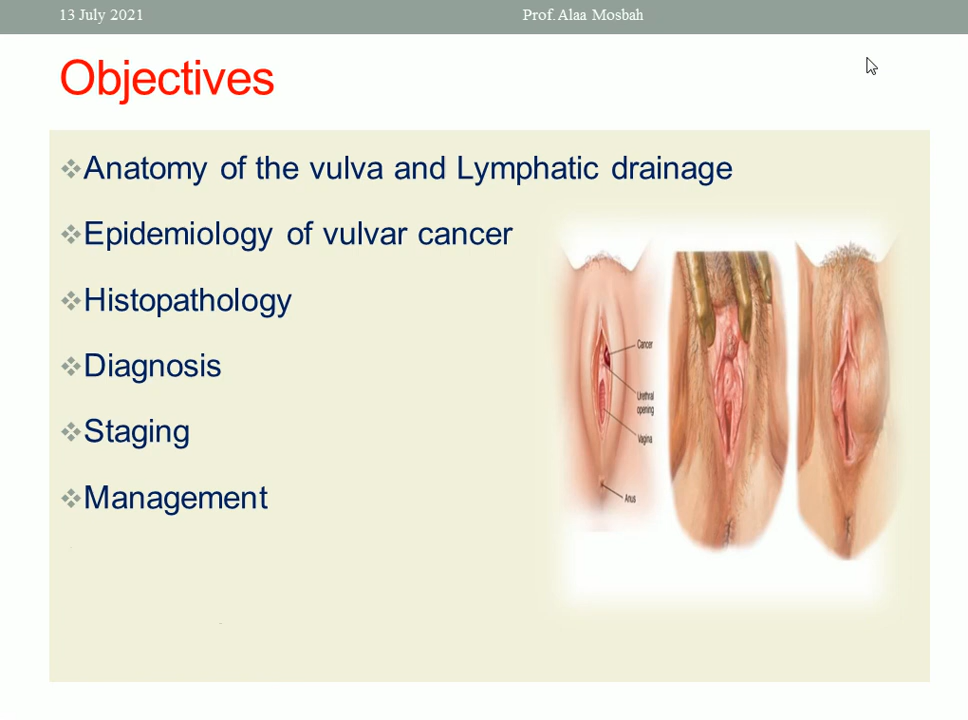 13 July 2021 Prof. Alaa Mosbah
Objectives
Anatomy of the vulva and Lymphatic drainage
Epidemiology of vulvar cancer
Histopathology
Diagnosis
Staging
Management
Cancer
Urethral
opening
Vagina
Anus